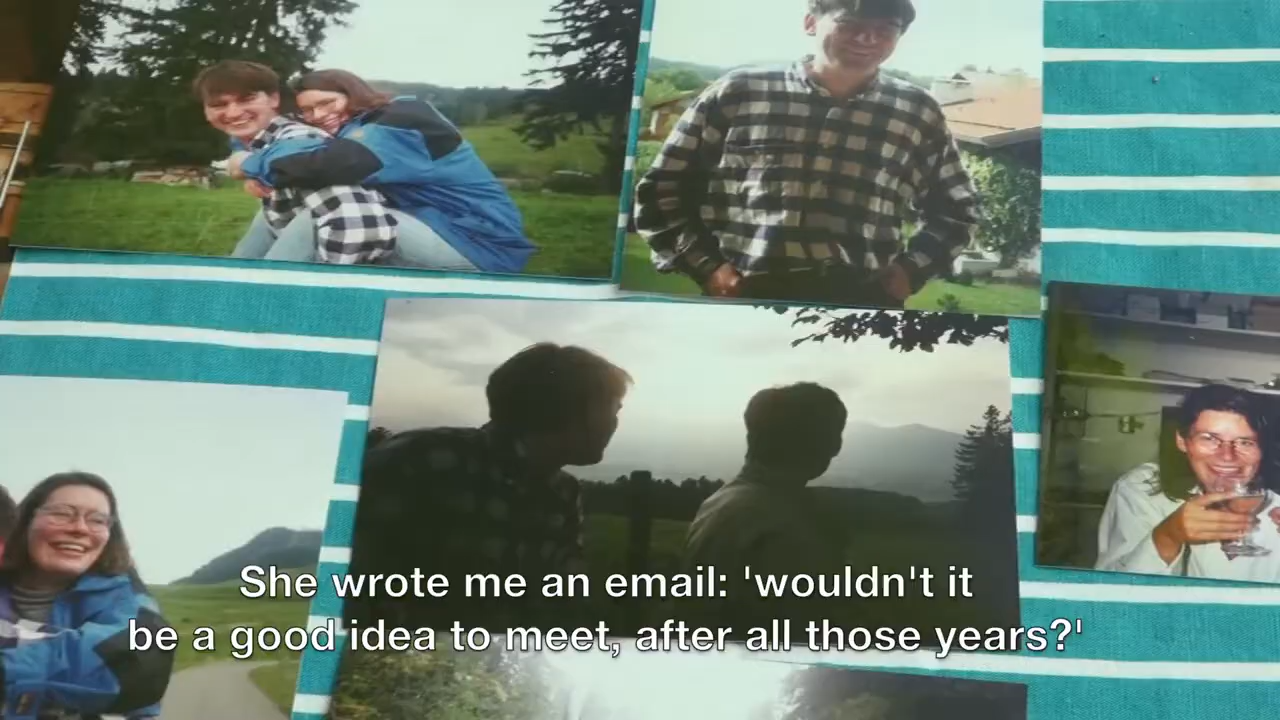 She wrote me an email: 'wouldn't it
be a good idea to meet, after all those years?'